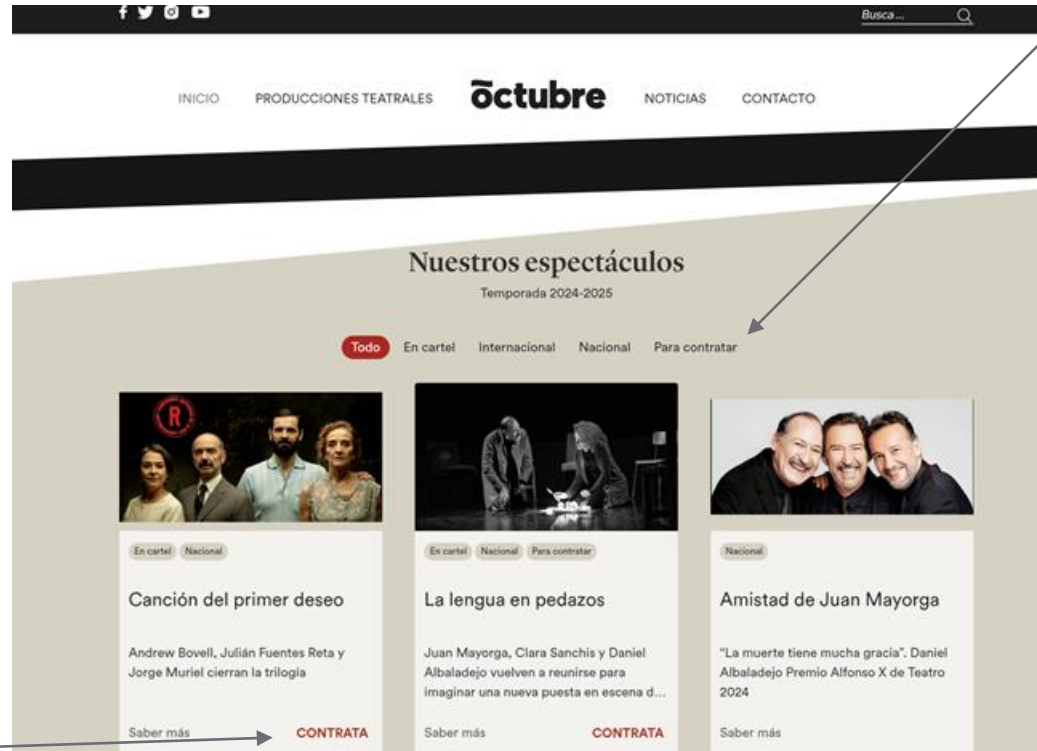 Busca...
INICIO PRODUCCIONES TEATRALES õctubre NOTICIAS CONTACTO
Nuestros espectáculos
Temporada 2024-2025
Todo En cartel Internacional Nacional Para contratar
R
En cartel Nacional
Canción del primer deseo
Andrew Bovell, Julián Fuentes Reta y
Jorge Muriel cierran la trilogía
Saber más CONTRATA
En cartel Nacional Para contratar
La lengua en pedazos
Juan Mayorga, Clara Sanchis y Daniel
Albaladejo vuelven a reunirse para
imaginar una nueva puesta en escena d...
Saber más CONTRATA
Nacional
Amistad de Juan Mayorga
“La muerte tiene mucha gracia”. Daniel
Albaladejo Premio Alfonso X de Teatro
2024
Saber más